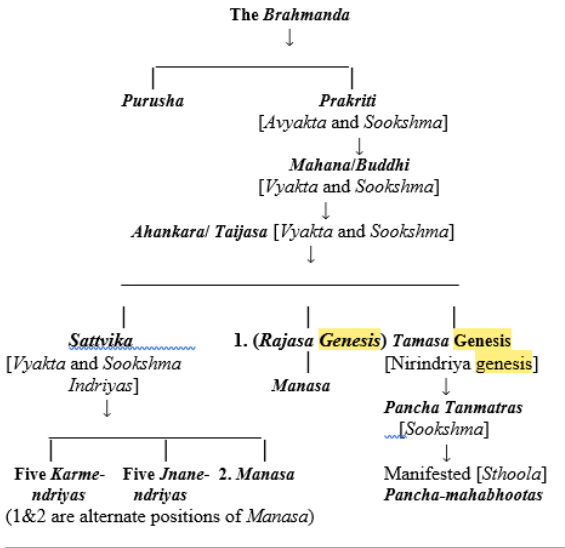 The Brahmanda
↓
Purusha Prakriti
[Avyakta and Sookshma]
↓
Mahana/Buddhi
[Vyakta and Sookshma]
↓
Ahankara/ Taijasa [Vyakta and Sookshma]
↓
Sattvika 1. (Rajasa Genesis) Tamasa Genesis
[Vyakta and Sookshma [Nirindriya genesis]
Indriyas] Manasa ↓
↓ Pancha Tanmatras
[Sookshma]
↓
Five Karme- Five Jnane- 2. Manasa Manifested [Sthoola]
ndriyas ndriyas Pancha-mahabhootas
(1&2 are alternate positions of Manasa)